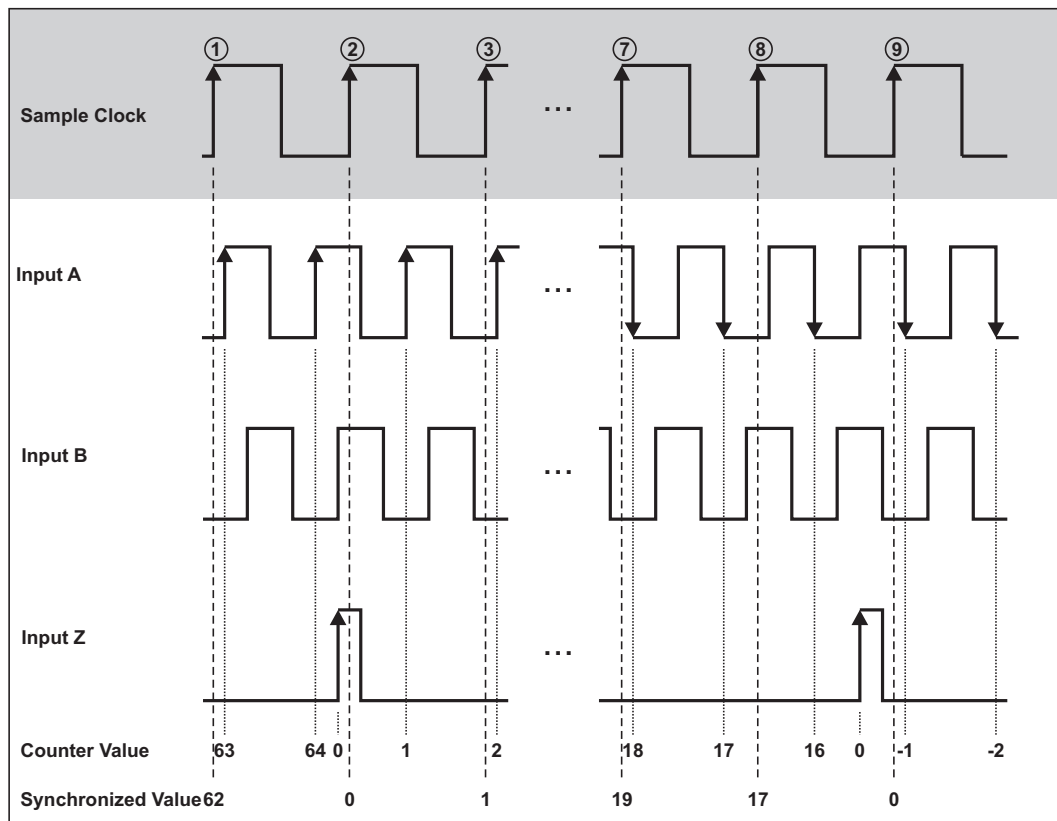 ① ② ③ ⑦ ⑧ ⑨
Sample Clock ...
Input A ...
Input B ...
Input Z ...
Counter Value 63 64 0 1 2 18 17 16 0 -1 -2
Synchronized Value 62 0 1 19 17 0